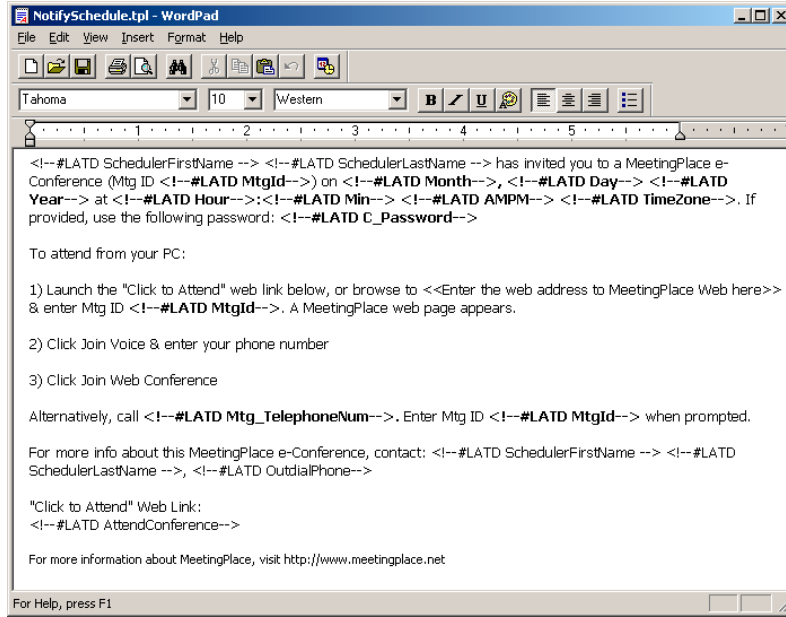 NotifySchedule.tpl - WordPad
File Edit View Insert Format Help
Tahoma 10 Western B I U
1 2 3 4 5
<!--#LATD SchedulerFirstName --> <!--#LATD SchedulerLastName --> has invited you to a MeetingPlace e-
Conference (Mtg ID <!--#LATD MtgId-->) on <!--#LATD Month-->, <!--#LATD Day--> <!--#LATD
Year--> at <!--#LATD Hour-->:<!--#LATD Min--> <!--#LATD AMPM--> <!--#LATD TimeZone-->. If
provided, use the following password: <!--#LATD C_Password-->
To attend from your PC:
1) Launch the "Click to Attend" web link below, or browse to <<Enter the web address to MeetingPlace Web here>>
& enter Mtg ID <!--#LATD MtgId-->. A MeetingPlace web page appears.
2) Click Join Voice & enter your phone number
3) Click Join Web Conference
Alternatively, call <!--#LATD Mtg_TelephoneNum-->. Enter Mtg ID <!--#LATD MtgId--> when prompted.
For more info about this MeetingPlace e-Conference, contact: <!--#LATD SchedulerFirstName --> <!--#LATD
SchedulerLastName -->, <!--#LATD OutdialPhone-->
"Click to Attend" Web Link:
<!--#LATD AttendConference-->
For more information about MeetingPlace, visit http://www.meetingplace.net
For Help, press F1